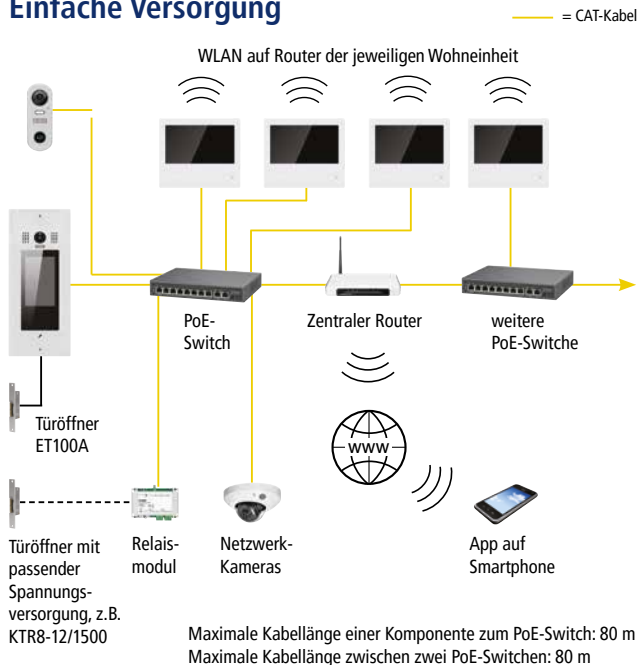 Einfache Versorgung
= CAT-Kabel
WLAN auf Router der jeweiligen Wohneinheit
PoE-
Switch
Zentraler Router
weitere
PoE-Switche
Türöffner
ET100A
WWW
Türöffner mit
passender
Spannungs-
versorgung, z.B.
KTR8-12/1500
Relais-
modul
Netzwerk-
Kameras
App auf
Smartphone
Maximale Kabellänge einer Komponente zum PoE-Switch: 80 m
Maximale Kabellänge zwischen zwei PoE-Switchen: 80 m